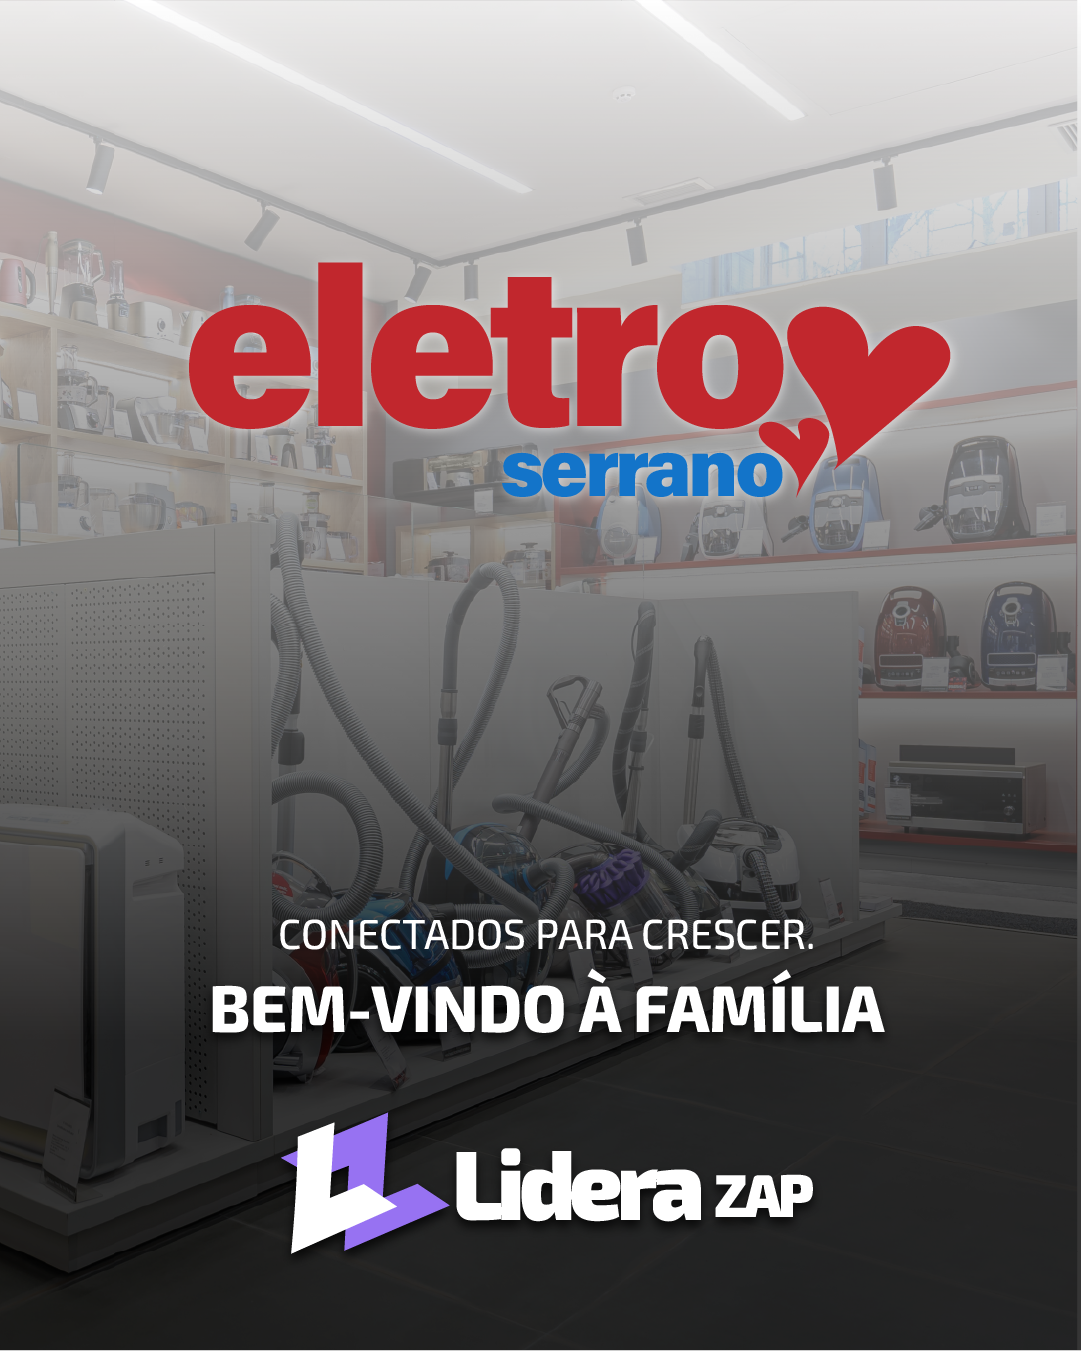 eletro
serrano
CONECTADOS PARA CRESCER.
BEM-VINDO À FAMÍLIA
Lidera ZAP